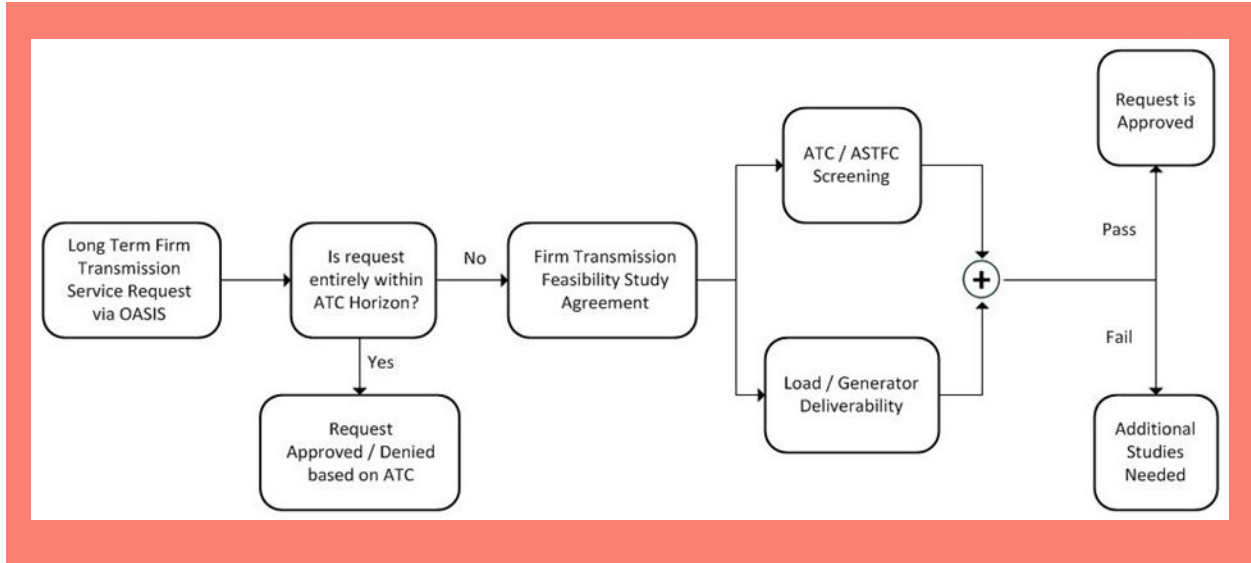 Long Term Firm
Transmission
Service Request
via OASIS
Is request
entirely within
ATC Horizon?
No
Yes
Request
Approved / Denied
based on ATC
Firm Transmission
Feasibility Study
Agreement
ATC / ASTFC
Screening
Load / Generator
Deliverability
+
Pass
Fail
Request is
Approved
Additional
Studies
Needed